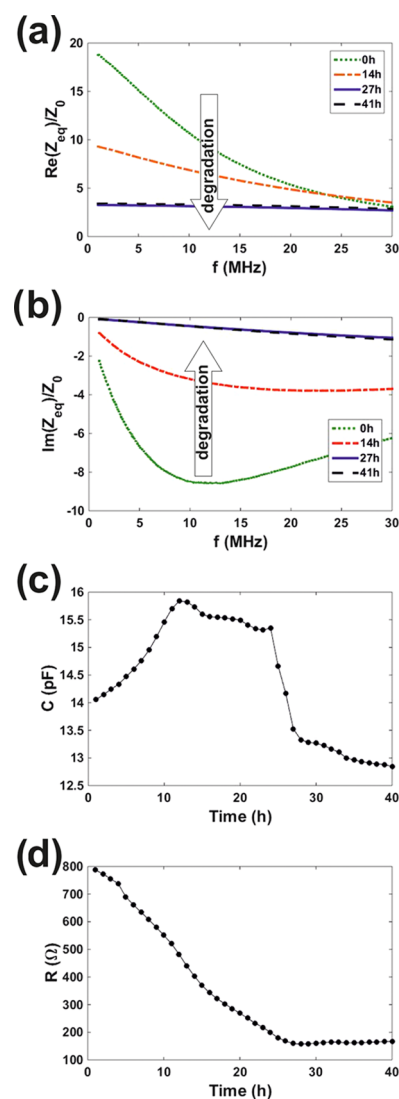 (a)
20
15
10
5
0
Re(Zeq)/Z0
0h
14h
27h
41h
degradation
0 5 10 15 20 25 30
f (MHz)
(b)
0
-2
-4
-6
-8
-10
Im(Zeq)/Z0
degradation
0h
14h
27h
41h
0 5 10 15 20 25 30
f (MHz)
(c)
16
15.5
15
14.5
14
13.5
13
12.5
C (pF)
0 10 20 30 40
Time (h)
(d)
800
700
600
500
400
300
200
100
R (Ω)
0 10 20 30 40
Time (h)